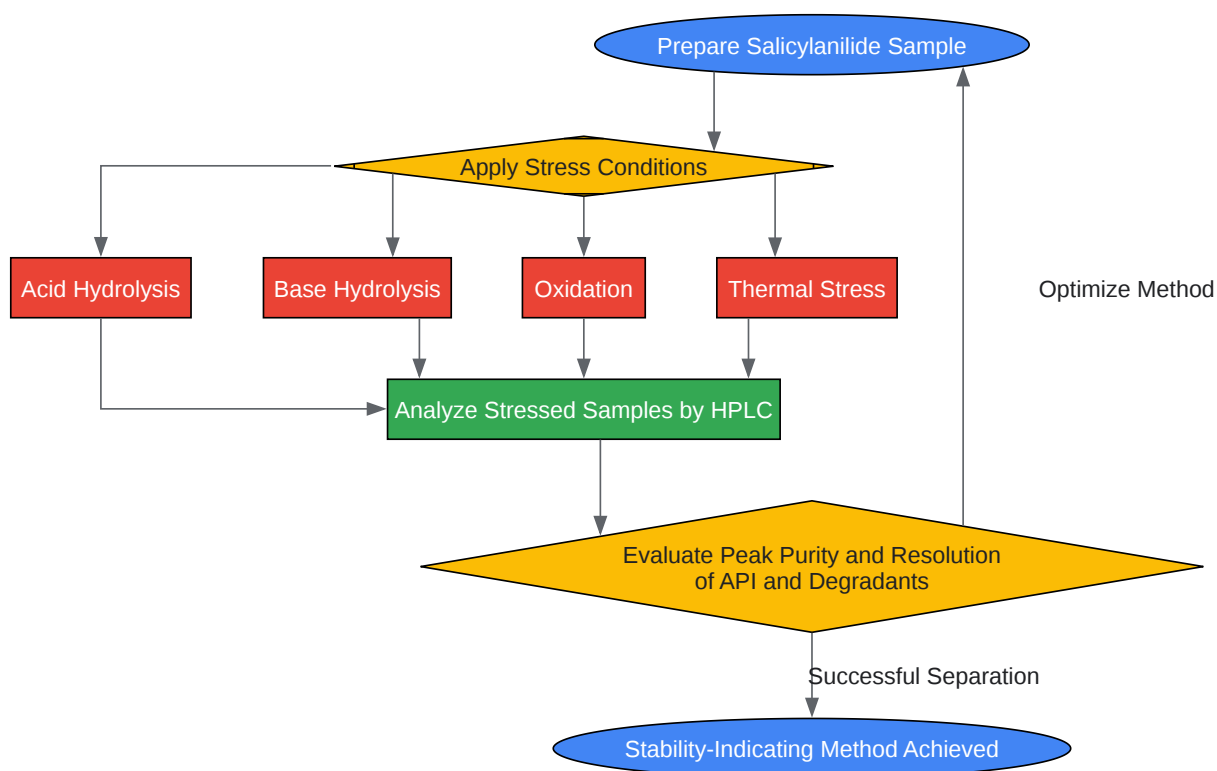 Prepare Salicylanilide Sample
Apply Stress Conditions
Acid Hydrolysis
Base Hydrolysis
Oxidation
Thermal Stress
Optimize Method
Analyze Stressed Samples by HPLC
Evaluate Peak Purity and Resolution
of API and Degradants
Successful Separation
Stability-Indicating Method Achieved